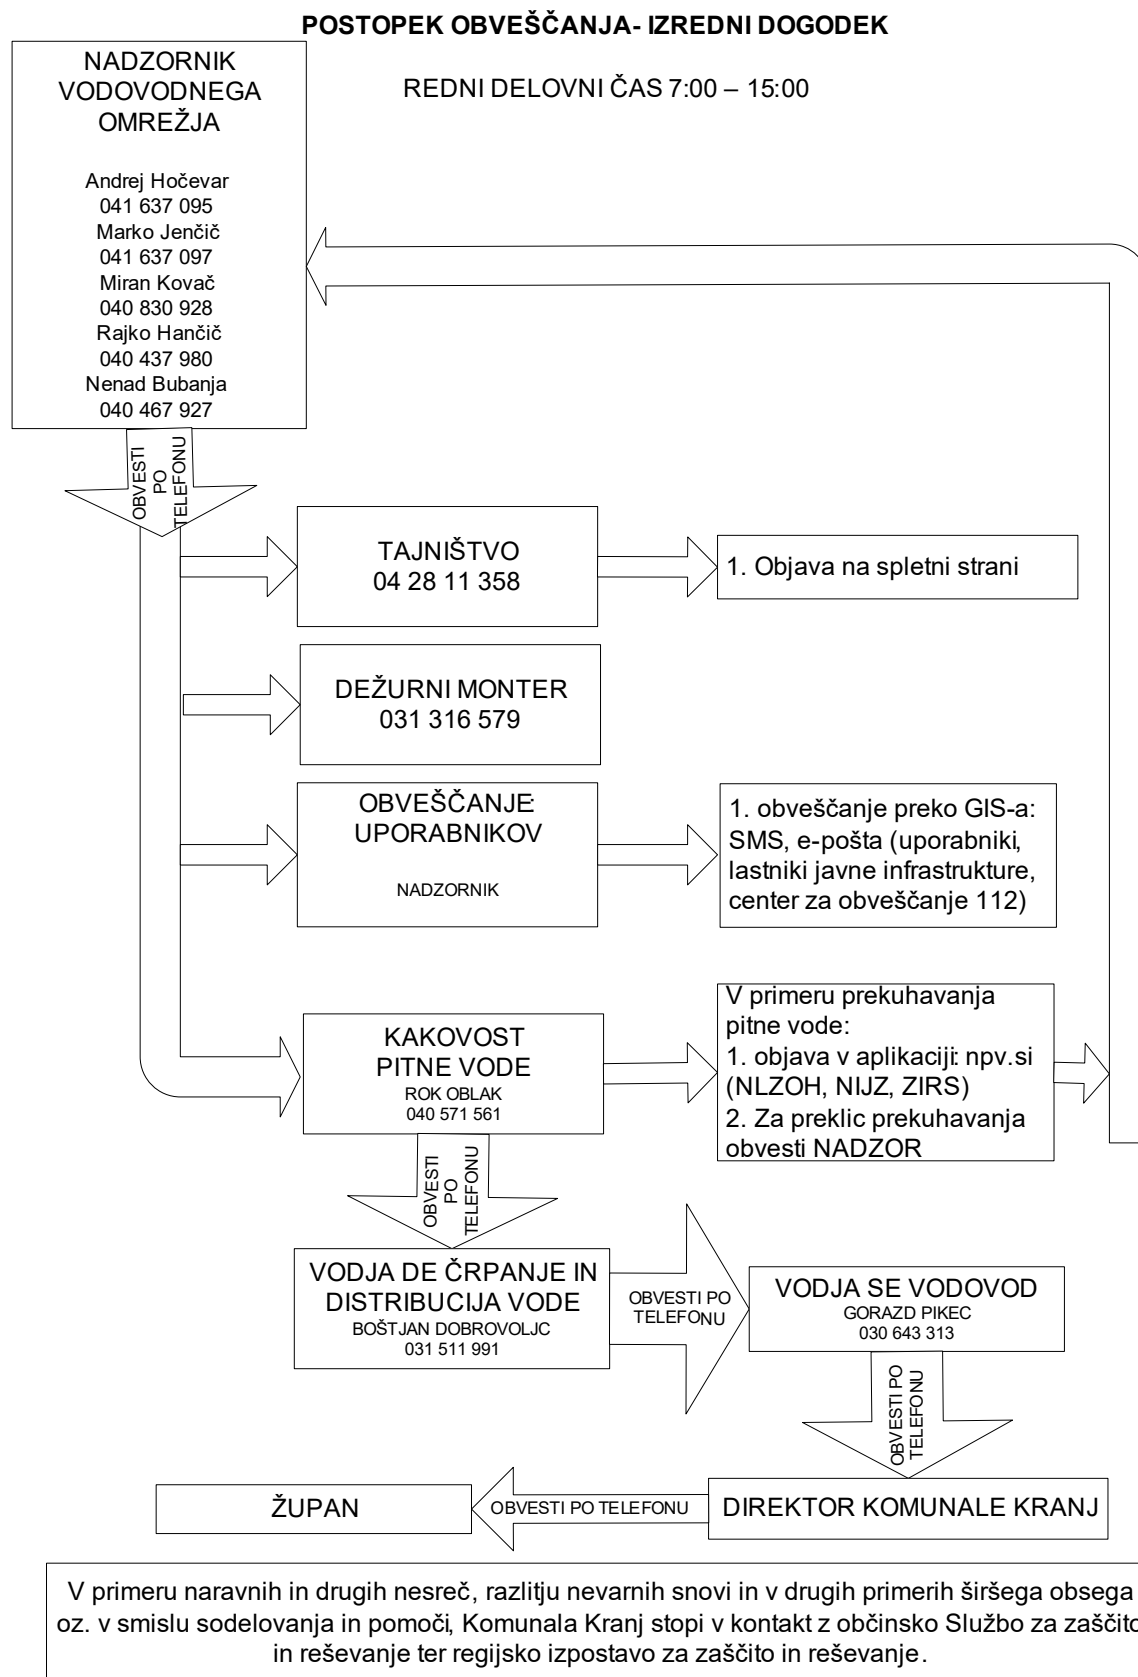 POSTOPEK OBVEŠČANJA- IZREDNI DOGODEK
REDNI DELOVNI ČAS 7:00 – 15:00
NADZORNIK
VODOVODNEGA
OMREŽJA
Andrej Hočevar
041 637 095
Marko Jenčič
041 637 097
Miran Kovač
040 830 928
Rajko Hančič
040 437 980
Nenad Bubanja
040 467 927
OBVESTI
PO
TELEFONU
TAJNIŠTVO
04 28 11 358
1. Objava na spletni strani
DEŽURNI MONTER
031 316 579
OBVEŠČANJE
UPORABNIKOV
NADZORNIK
1. obveščanje preko GIS-a:
SMS, e-pošta (uporabniki,
lastniki javne infrastrukture,
center za obveščanje 112)
KAKOVOST
PITNE VODE
ROK OBLAK
040 571 561
V primeru prekuhavanja
pitne vode:
1. objava v aplikaciji: npv.si
(NLZOH, NIJZ, ZIRS)
2. Za preklic prekuhavanja
obvesti NADZOR
OBVESTI
PO
TELEFONU
VODJA DE ČRPANJE IN
DISTRIBUCIJA VODE
BOŠTJAN DOBROVOLJC
031 511 991
OBVESTI PO
TELEFONU
VODJA SE VODOVOD
GORAZD PIKEC
030 643 313
OBVESTI PO
TELEFONU
DIREKTOR KOMUNALE KRANJ
OBVESTI PO TELEFONU
ŽUPAN
V primeru naravnih in drugih nesreč, razlitju nevarnih snovi in v drugih primerih širšega obsega
oz. v smislu sodelovanja in pomoči, Komunala Kranj stopi v kontakt z občinsko Službo za zaščito
in reševanje ter regijsko izpostavo za zaščito in reševanje.